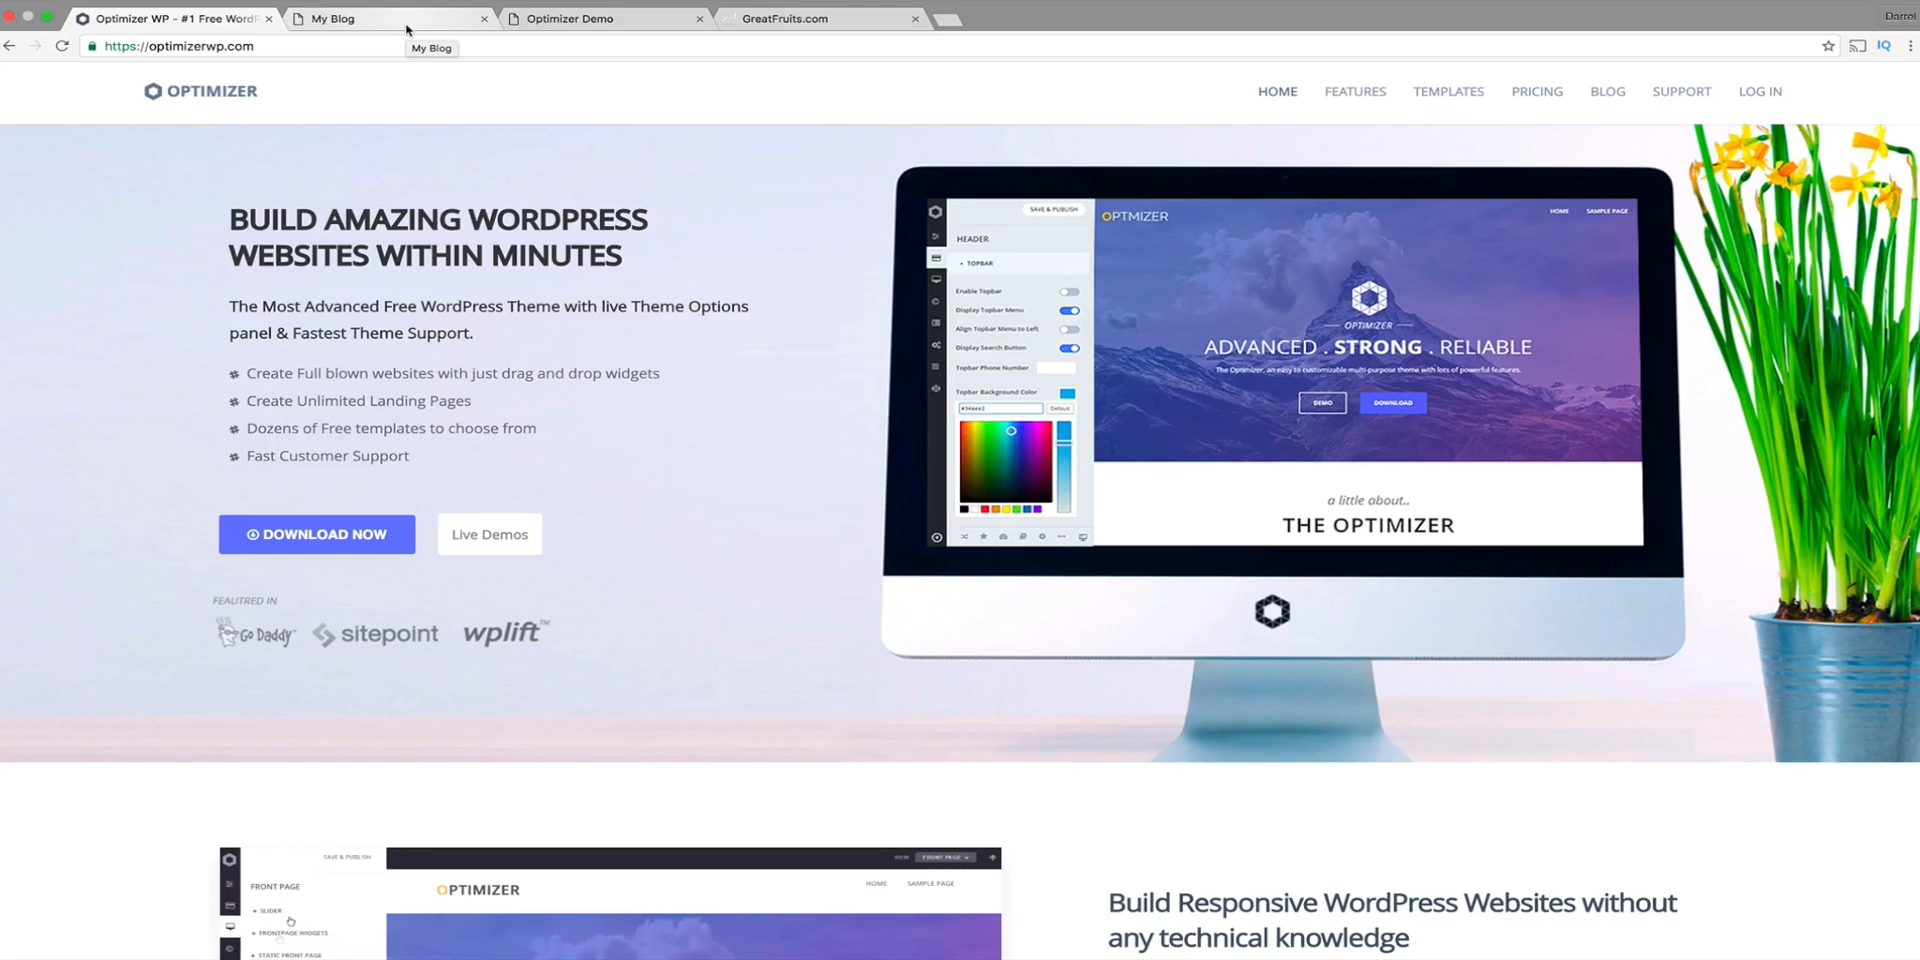 Optimizer WP - #1 Free WordP
My Blog
Optimizer Demo
GreatFruits.com
Darrel
https://optimizerwp.com
My Blog
IQ
OPTIMIZER
HOME
FEATURES
TEMPLATES
PRICING
BLOG
SUPPORT
LOG IN
BUILD AMAZING WORDPRESS
WEBSITES WITHIN MINUTES
The Most Advanced Free WordPress Theme with live Theme Options
panel & Fastest Theme Support.
Create Full blown websites with just drag and drop widgets
Create Unlimited Landing Pages
Dozens of Free templates to choose from
Fast Customer Support
DOWNLOAD NOW
Live Demos
FEAUTRED IN
Go Daddy
sitepoint
wplift™
SAVE & PUBLISH
HEADER
TOPBAR
Enable Topbar
Display Topbar Menu
Align Topbar Menu to Left
Display Search Button
Topbar Phone Number
Topbar Background Color
Default
OPTMIZER
HOME
SAMPLE PAGE
OPTIMIZER
ADVANCED . STRONG . RELIABLE
The Optimizer, an easy to customizable multi-purpose theme with lots of powerful features.
DEMO
DOWNLOAD
a little about..
THE OPTIMIZER
SAVE & PUBLISH
FRONT PAGE
SLIDER
FRONTPAGE WIDGETS
STATIC FRONT PAGE
VIEW
FRONT PAGE
OPTIMIZER
HOME
SAMPLE PAGE
Build Responsive WordPress Websites without
any technical knowledge